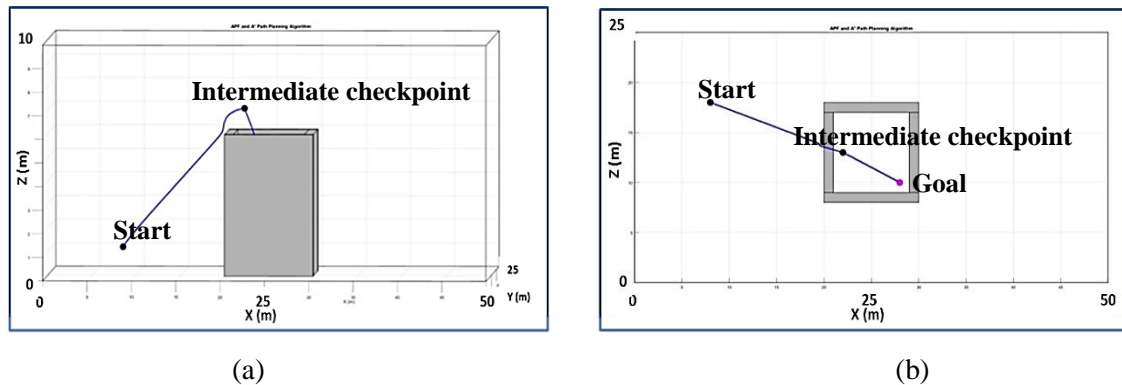 APF and A* Path Planning Algorithm
10
Intermediate checkpoint
Z (m)
Start
0
0
25
50
X (m)
25
Y (m)
(a)
APF and A* Path Planning Algorithm
25
Start
Intermediate checkpoint
Goal
Z (m)
0
0
25
50
X (m)
(b)